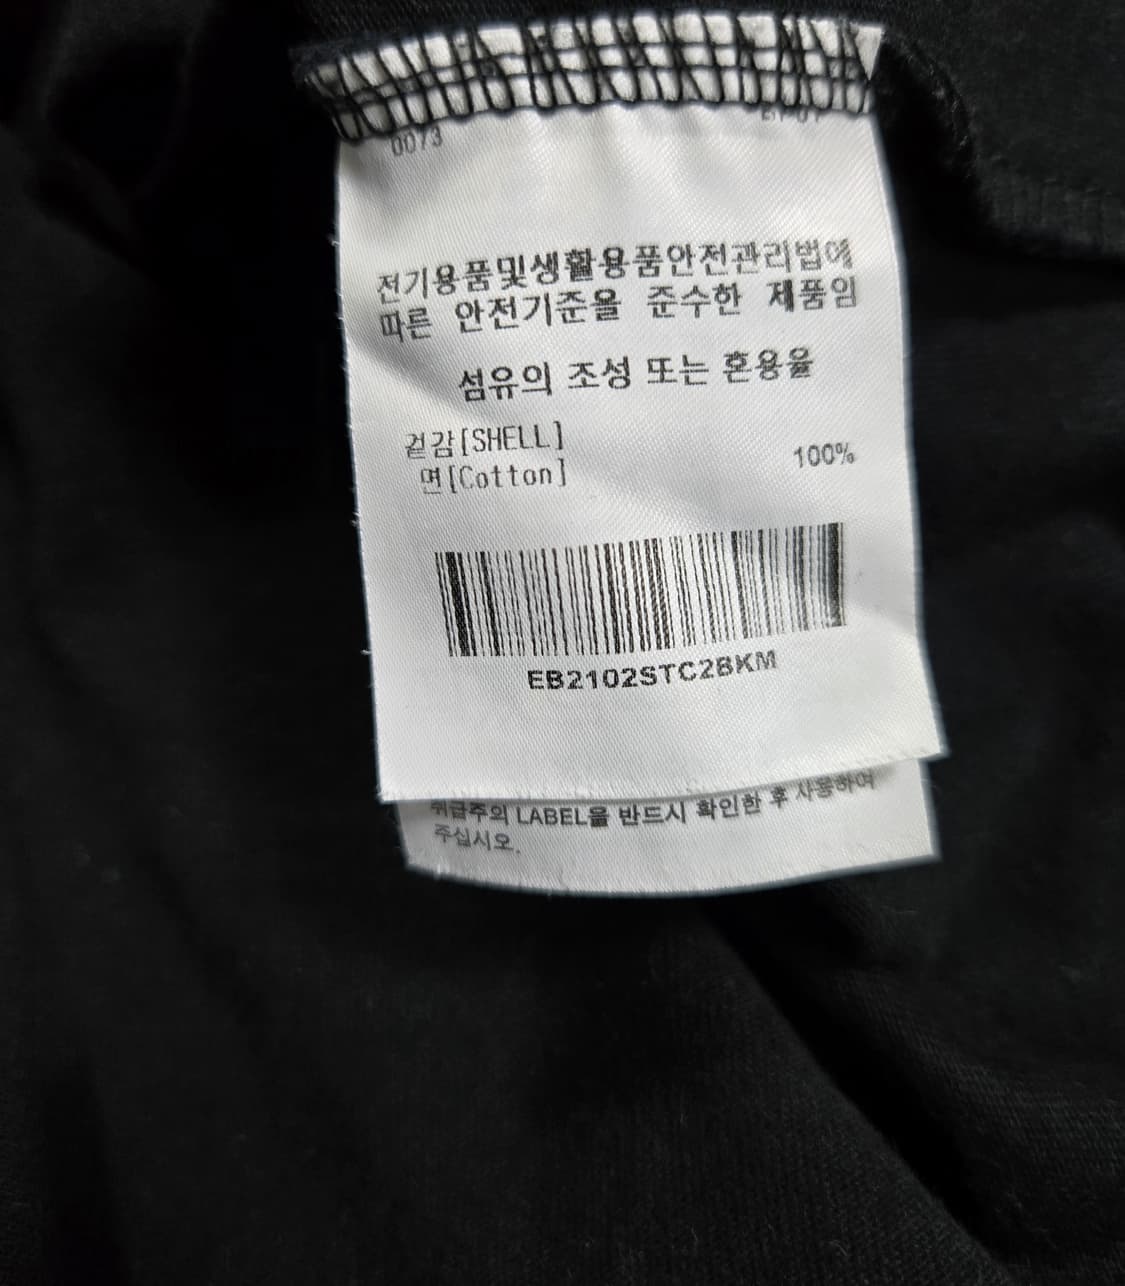 0073
전기용품및생활용품안전관리법에
따른 안전기준을 준수한 제품임
섬유의 조성 또는 혼용율
겉감[SHELL]
면[Cotton] 100%
EB2102STC2BKM
취급주의 LABEL을 반드시 확인한 후 사용하여
주십시오.